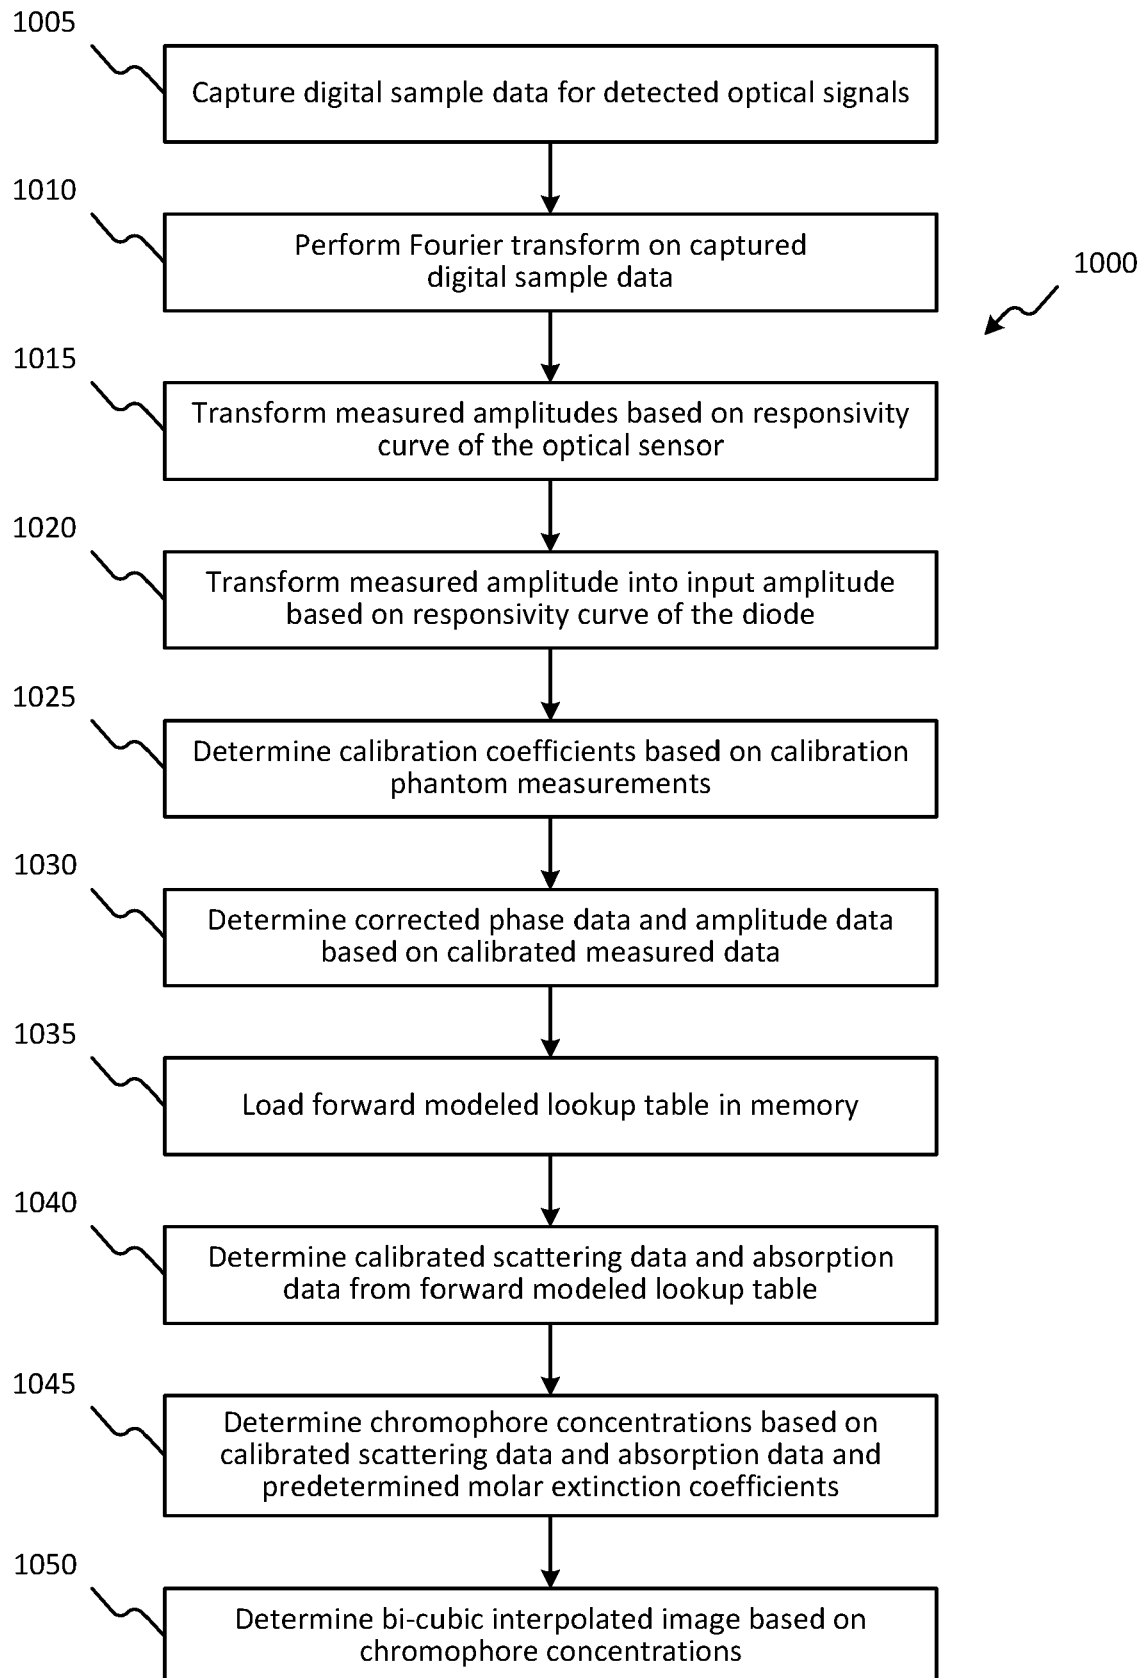 1005
Capture digital sample data for detected optical signals
1010
Perform Fourier transform on captured
digital sample data
1000
1015
Transform measured amplitudes based on responsivity
curve of the optical sensor
1020
Transform measured amplitude into input amplitude
based on responsivity curve of the diode
1025
Determine calibration coefficients based on calibration
phantom measurements
1030
Determine corrected phase data and amplitude data
based on calibrated measured data
1035
Load forward modeled lookup table in memory
1040
Determine calibrated scattering data and absorption
data from forward modeled lookup table
1045
Determine chromophore concentrations based on
calibrated scattering data and absorption data and
predetermined molar extinction coefficients
1050
Determine bi-cubic interpolated image based on
chromophore concentrations